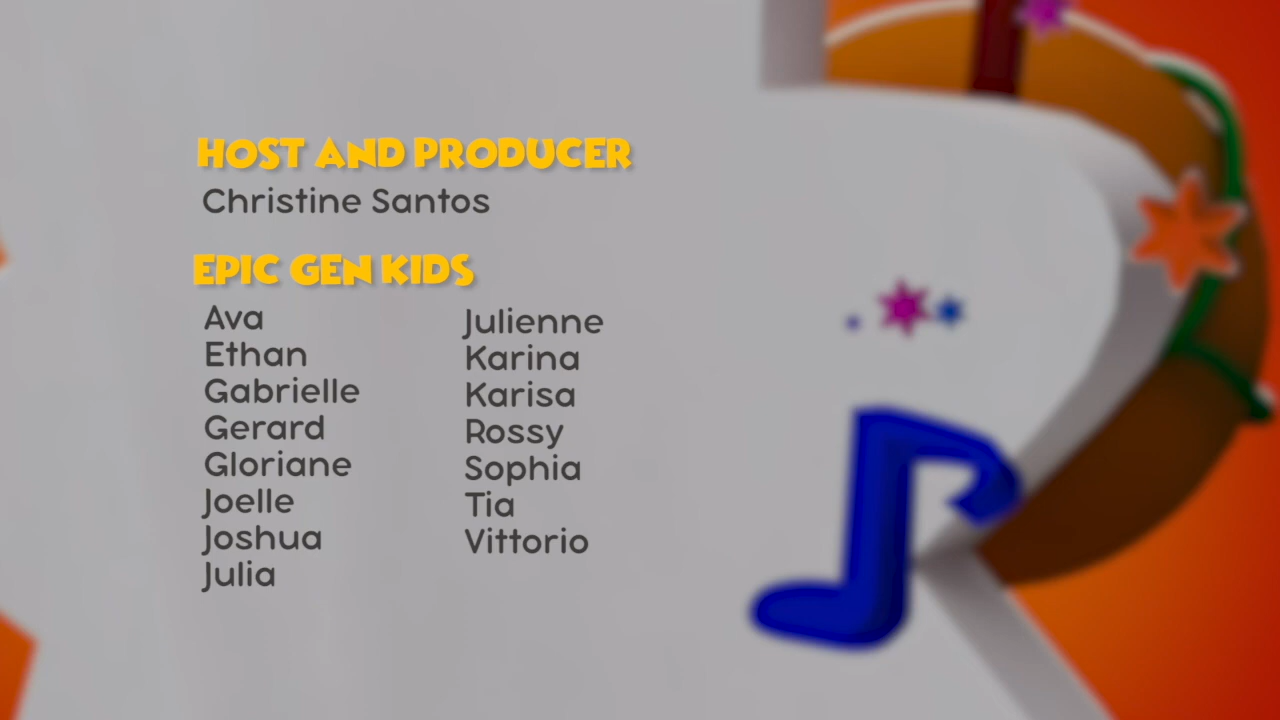 HOST AND PRODUCER
Christine Santos
EPIC GEN KIDS
Ava
Ethan
Gabrielle
Gerard
Gloriane
Joelle
Joshua
Julia
Julienne
Karina
Karisa
Rossy
Sophia
Tia
Vittorio